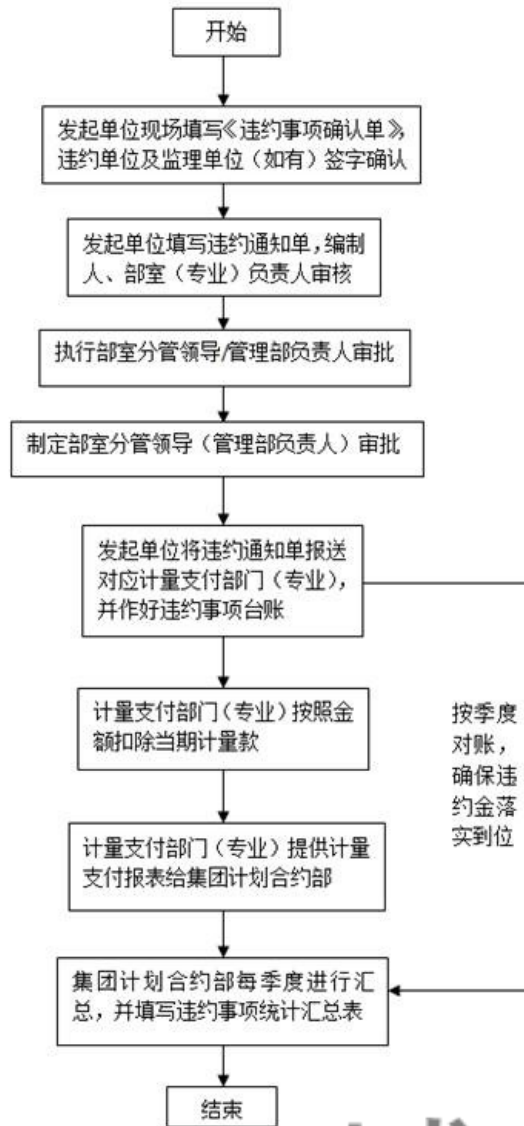 开始
发起单位现场填写《违约事项确认单》,
违约单位及监理单位（如有）签字确认
发起单位填写违约通知单,编制
人、部室（专业）负责人审核
执行部室分管领导/管理部负责人审批
制定部室分管领导（管理部负责人）审批
发起单位将违约通知单报送
对应计量支付部门（专业）,
并作好违约事项台账
计量支付部门（专业）按照金
额扣除当期计量款
按季度
对账，
确保违
约金落
实到位
计量支付部门（专业）提供计量
支付报表给集团计划合约部
集团计划合约部每季度进行汇
总，并填写违约事项统计汇总表
结束